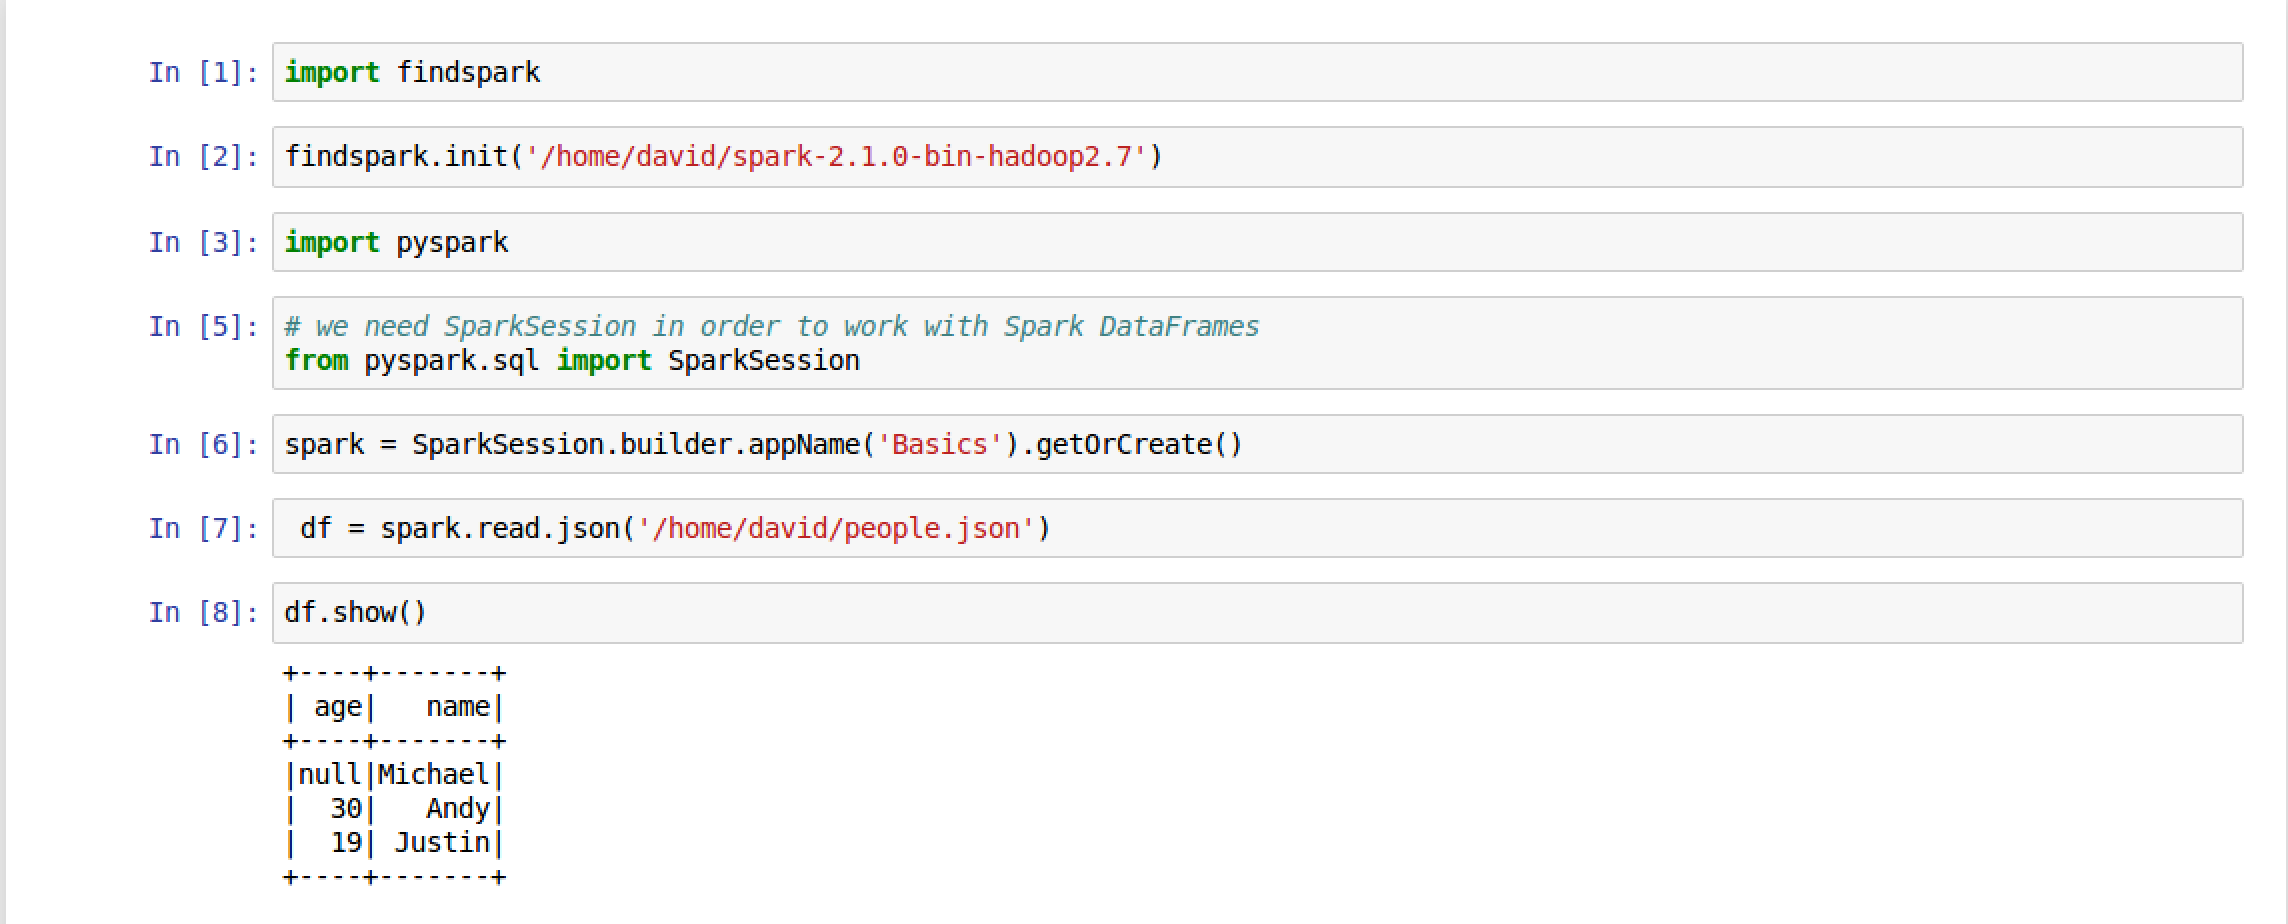 In [1]: import findspark
In [2]: findspark.init('/home/david/spark-2.1.0-bin-hadoop2.7')
In [3]: import pyspark
In [5]: # we need SparkSession in order to work with Spark DataFrames
from pyspark.sql import SparkSession
In [6]: spark = SparkSession.builder.appName('Basics').getOrCreate()
In [7]:  df = spark.read.json('/home/david/people.json')
In [8]: df.show()
+----+-------+
| age|   name|
+----+-------+
|null|Michael|
|  30|   Andy|
|  19| Justin|
+----+-------+